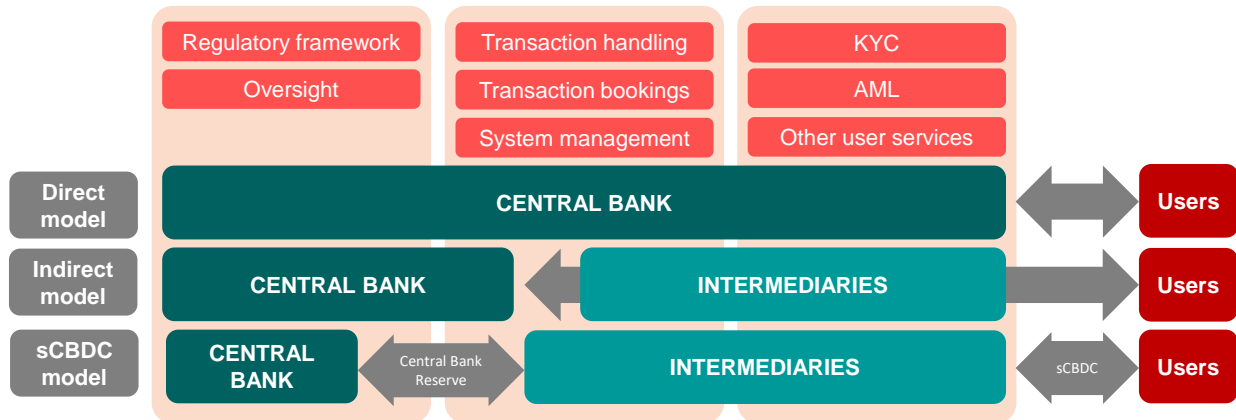 Regulatory framework
Oversight
Transaction handling
Transaction bookings
System management
KYC
AML
Other user services
Direct
model
CENTRAL BANK
Users
Indirect
model
CENTRAL BANK
INTERMEDIARIES
Users
sCBDC
model
CENTRAL
BANK
Central Bank
Reserve
INTERMEDIARIES
sCBDC
Users